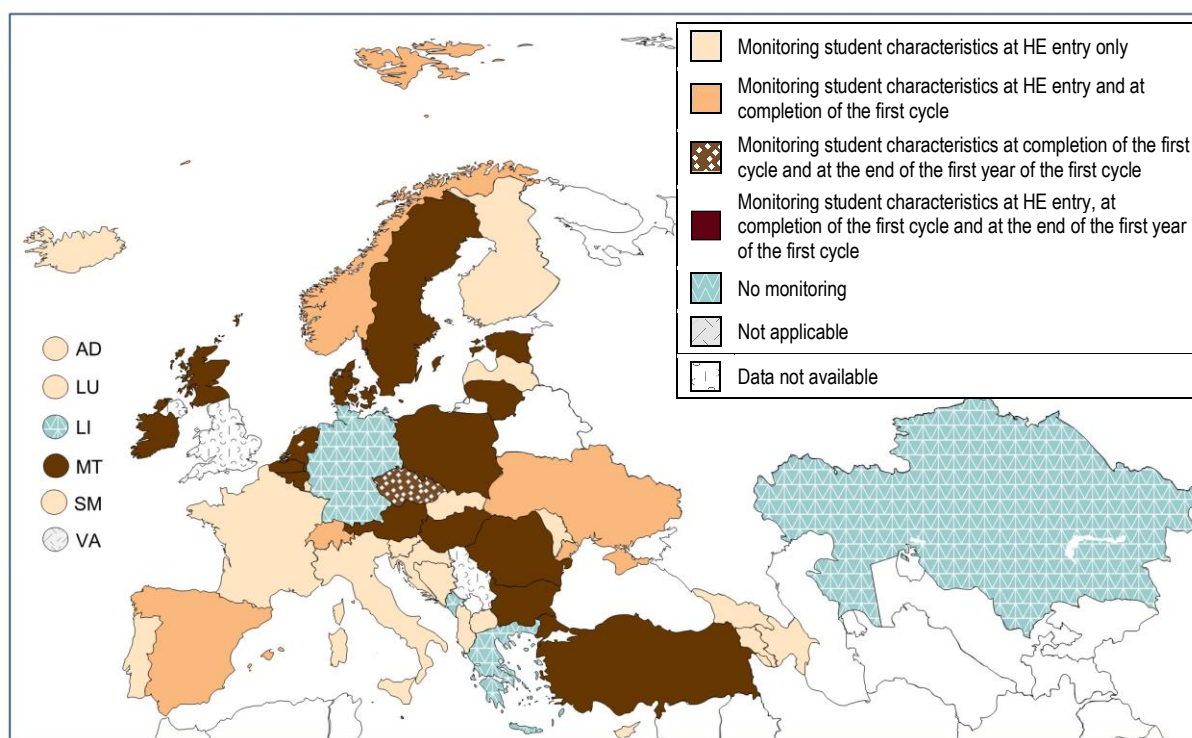 Monitoring student characteristics at HE entry only
Monitoring student characteristics at HE entry and at
completion of the first cycle
Monitoring student characteristics at completion of the first
cycle and at the end of the first year of the first cycle
Monitoring student characteristics at HE entry, at
completion of the first cycle and at the end of the first year
of the first cycle
No monitoring
Not applicable
Data not available
AD
LU
LI
MT
SM
VA